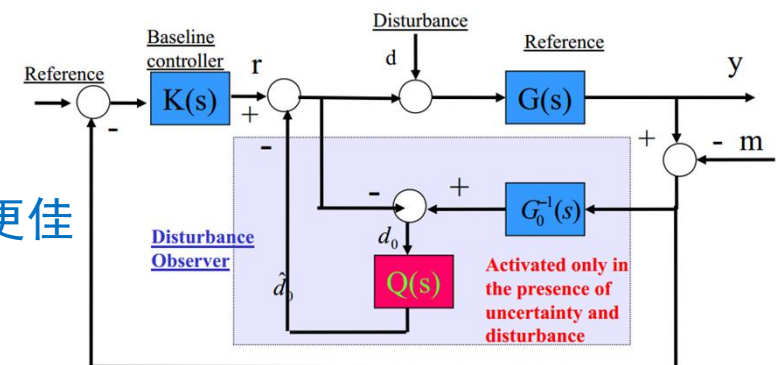 Disturbance
Baseline
controller
Reference
Reference
r
d
y
K(s)
G(s)
+
-
+
- m
-
更佳
-
+
G₀⁻¹(s)
d₀
Disturbance
Observer
d̂₀
Q(s)
Activated only in
the presence of
uncertainty and
disturbance